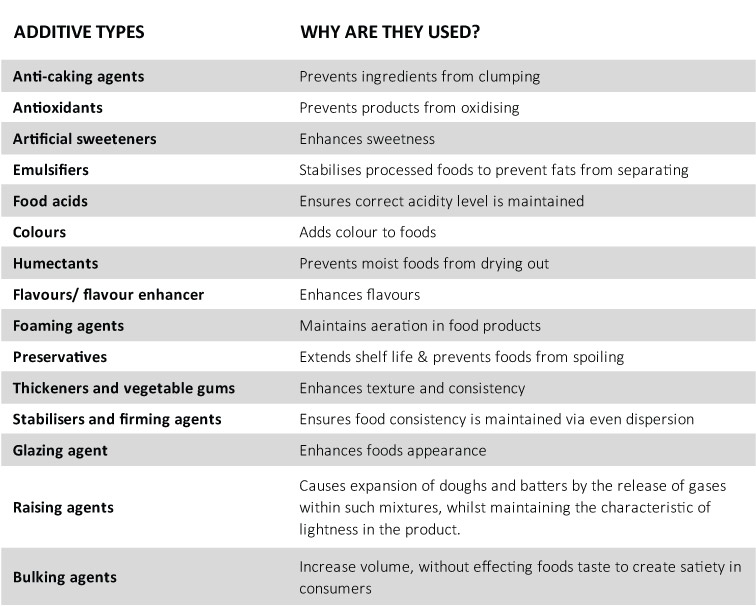 ADDITIVE TYPES WHY ARE THEY USED?
Anti-caking agents Prevents ingredients from clumping
Antioxidants Prevents products from oxidising
Artificial sweeteners Enhances sweetness
Emulsifiers Stabilises processed foods to prevent fats from separating
Food acids Ensures correct acidity level is maintained
Colours Adds colour to foods
Humectants Prevents moist foods from drying out
Flavours/ flavour enhancer Enhances flavours
Foaming agents Maintains aeration in food products
Preservatives Extends shelf life & prevents foods from spoiling
Thickeners and vegetable gums Enhances texture and consistency
Stabilisers and firming agents Ensures food consistency is maintained via even dispersion
Glazing agent Enhances foods appearance
Raising agents Causes expansion of doughs and batters by the release of gases
within such mixtures, whilst maintaining the characteristic of
lightness in the product.
Bulking agents Increase volume, without effecting foods taste to create satiety in
consumers